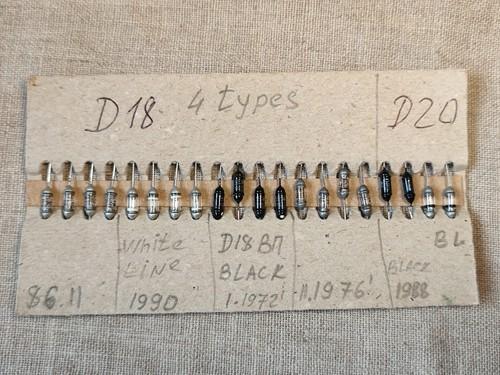 D18 4 types
D20
86.11
White
Line
1990
D18 ВП
BLACK
1.1972!
11.1976!
BLACK
1988
BL